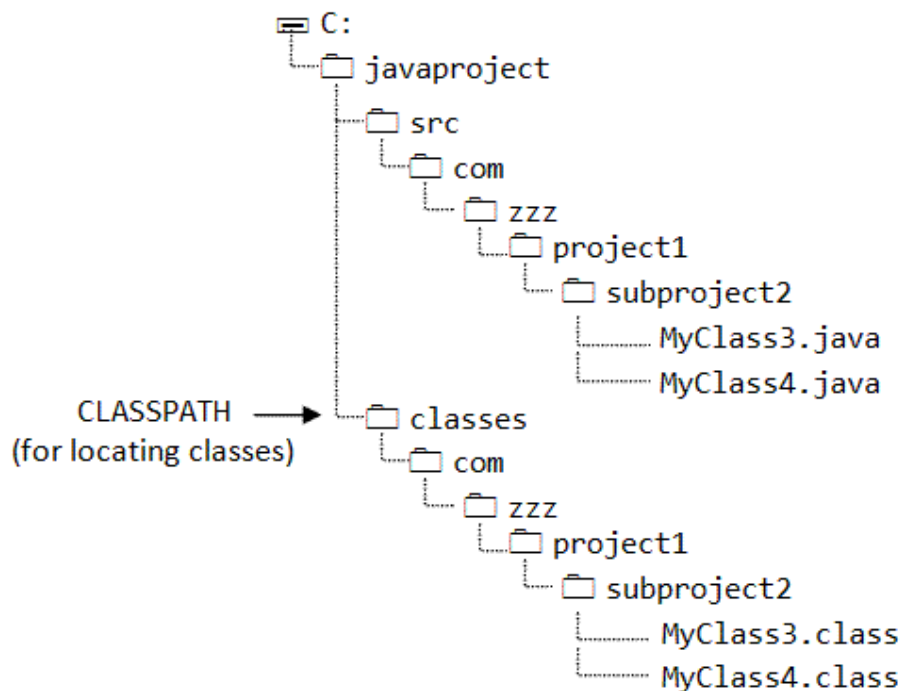 C:
javaproject
src
com
zzz
project1
subproject2
MyClass3.java
MyClass4.java
CLASSPATH
(for locating classes)
classes
com
zzz
project1
subproject2
MyClass3.class
MyClass4.class